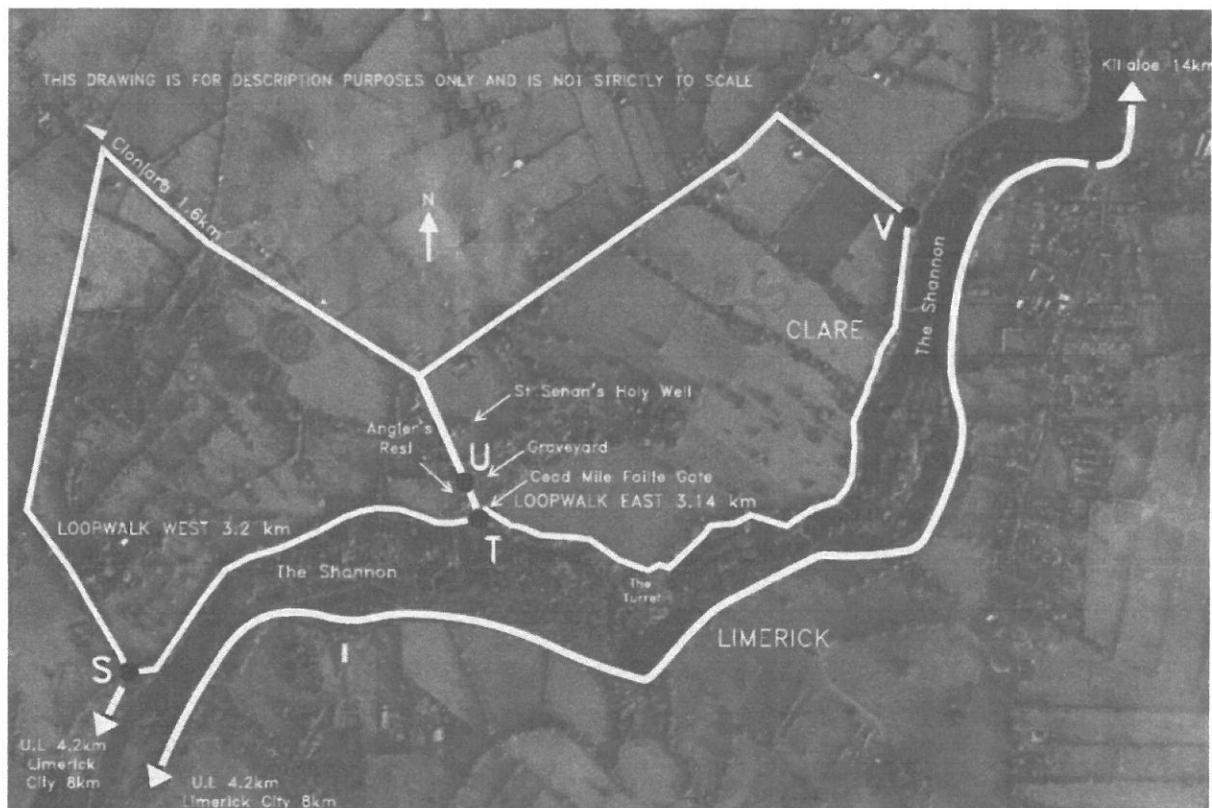 Killaloe 14km
THIS DRAWING IS FOR DESCRIPTION PURPOSES ONLY AND IS NOT STRICTLY TO SCALE
Clonlara 1.6km
N
V
The Shannon
CLARE
St Senan's Holy Well
Angler's
Rest
U
Graveyard
Cead Mile Failte Gate
LOOPWALK EAST 3.14 km
LOOPWALK WEST 3.2 km
T
The Shannon
The
Turret
LIMERICK
S
U.L 4.2km
Limerick
City 8km
U.L 4.2km
Limerick City 8km